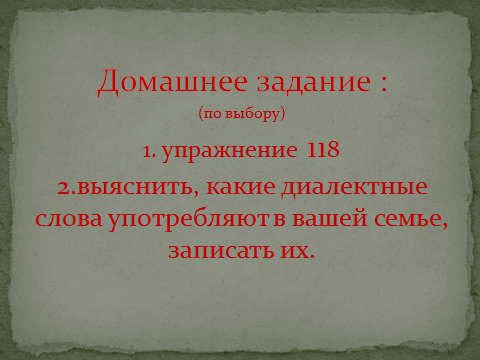 Домашнее задание :
(по выбору)
1. упражнение 118
2.выяснить, какие диалектные
слова употребляют в вашей семье,
записать их.